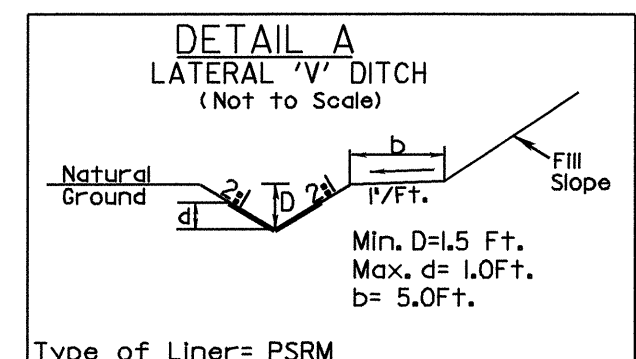 DETAIL A
LATERAL 'V' DITCH
(Not to Scale)
b
Natural
Ground
2:1
D
2:1
1"/Ft.
Fill
Slope
d
Min. D=1.5 Ft.
Max. d= 1.0Ft.
b= 5.0Ft.
Type of Liner= PSRM